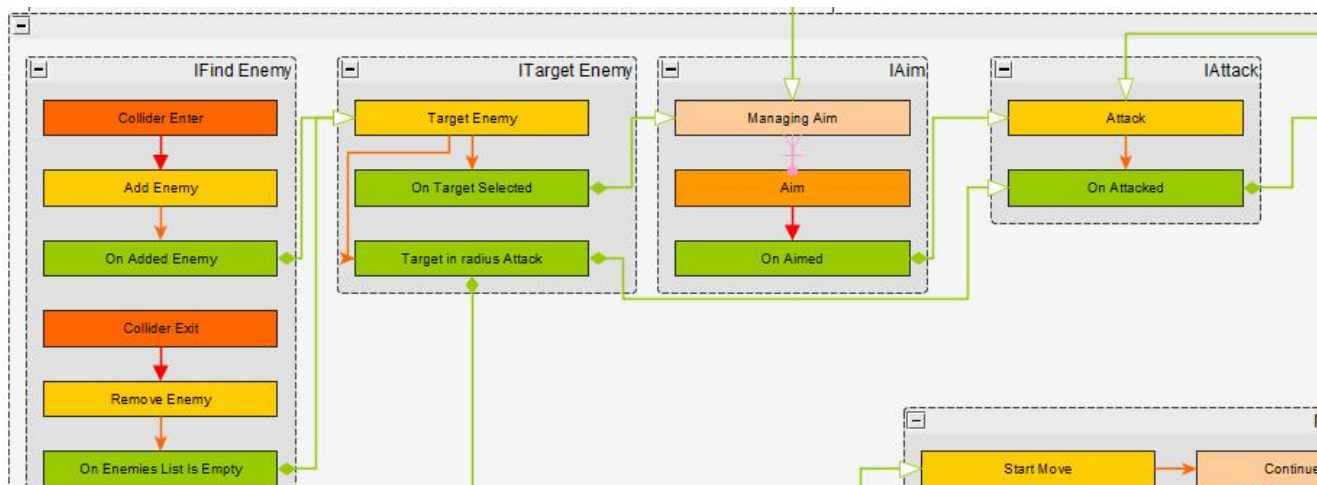 IFind Enemy
Collider Enter
Add Enemy
On Added Enemy
Collider Exit
Remove Enemy
On Enemies List Is Empty
ITarget Enemy
Target Enemy
On Target Selected
Target in radius Attack
IAim
Managing Aim
Aim
On Aimed
IAttack
Attack
On Attacked
Start Move
Continue